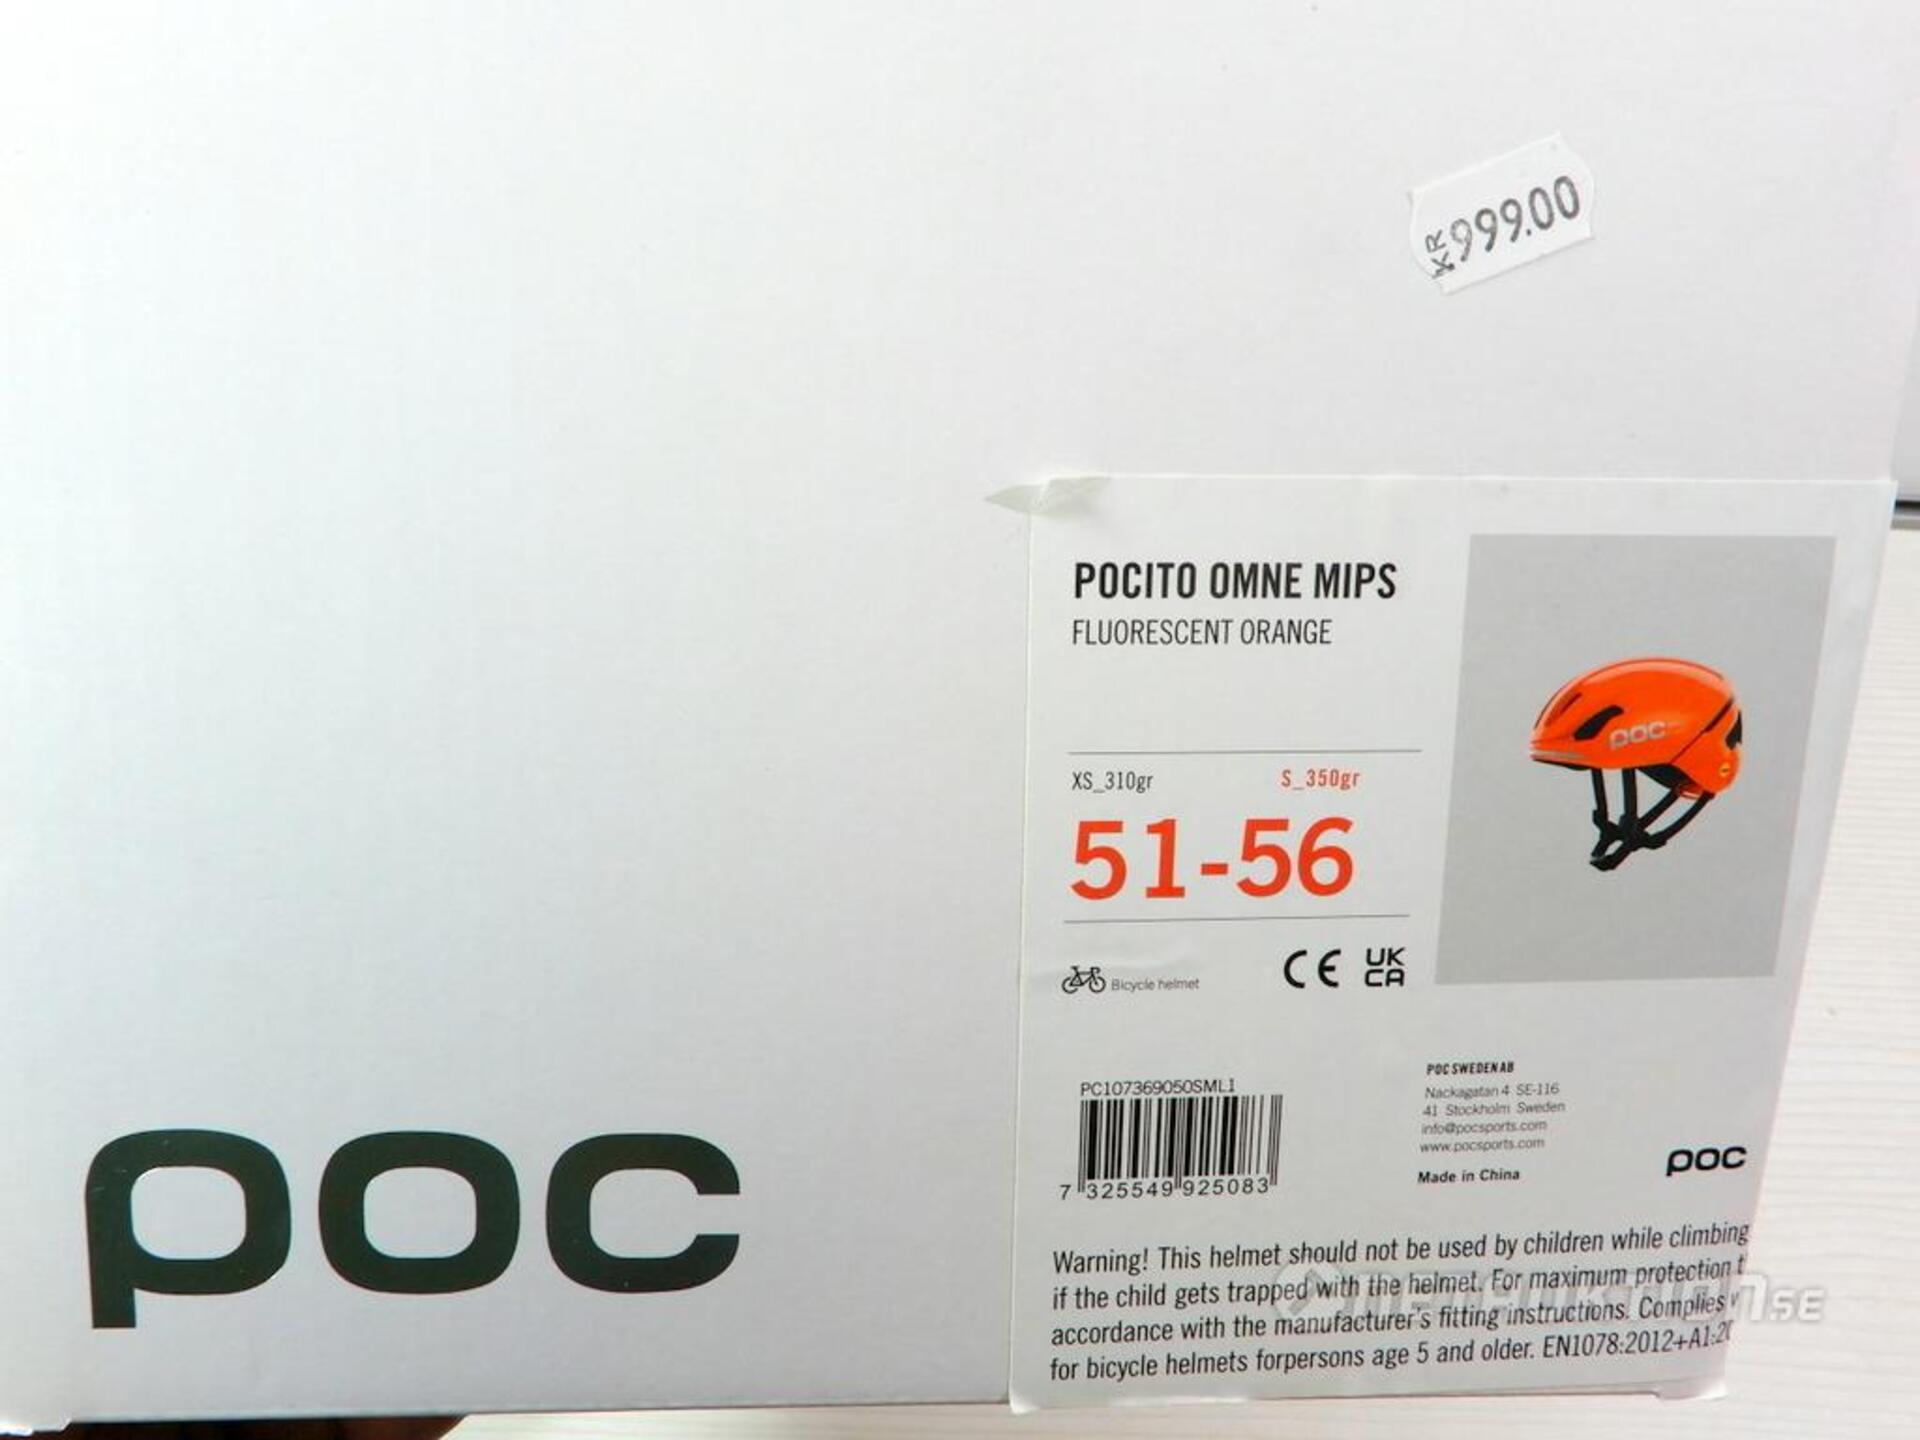 KR 999.00
POCITO OMNE MIPS
FLUORESCENT ORANGE
poc
XS_310gr S_350gr
51-56
Bicycle helmet CE UK
CA
PC107369050SML1
7 325549 925083
POC SWEDEN AB
Nackagatan 4 SE-116
41 Stockholm Sweden
info@pocsports.com
www.pocsports.com
Made in China
poc
poc
Warning! This helmet should not be used by children while climbing
if the child gets trapped with the helmet. For maximum protection t
accordance with the manufacturer's fitting instructions. Complies
for bicycle helmets forpersons age 5 and older. EN1078:2012+A1:20